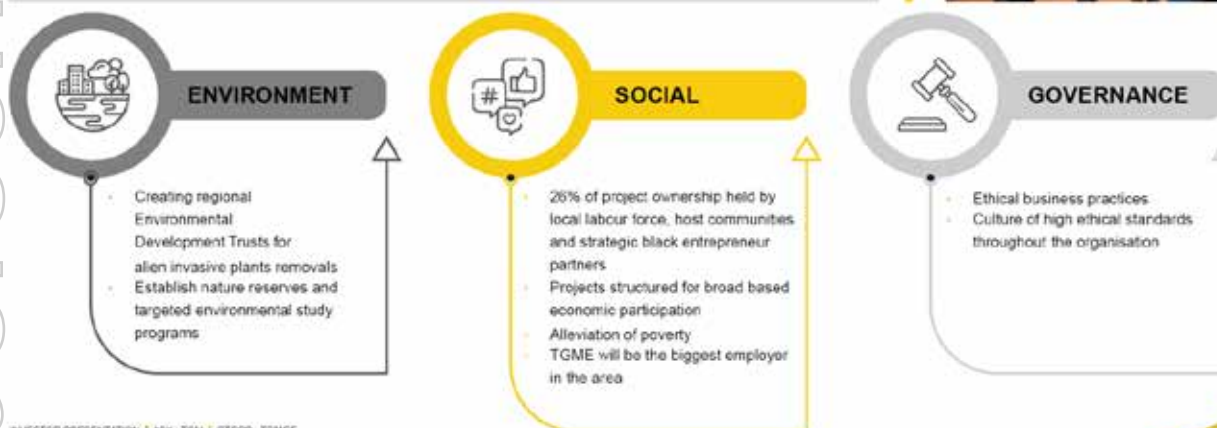 ENVIRONMENT
Creating regional
Environmental
Development Trusts for
alien invasive plants removals
Establish nature reserves and
targeted environmental study
programs
#
SOCIAL
26% of project ownership held by
local labour force, host communities
and strategic black entrepreneur
partners
Projects structured for broad based
economic participation
Alleviation of poverty
TGME will be the biggest employer
in the area
GOVERNANCE
Ethical business practices
Culture of high ethical standards
throughout the organisation